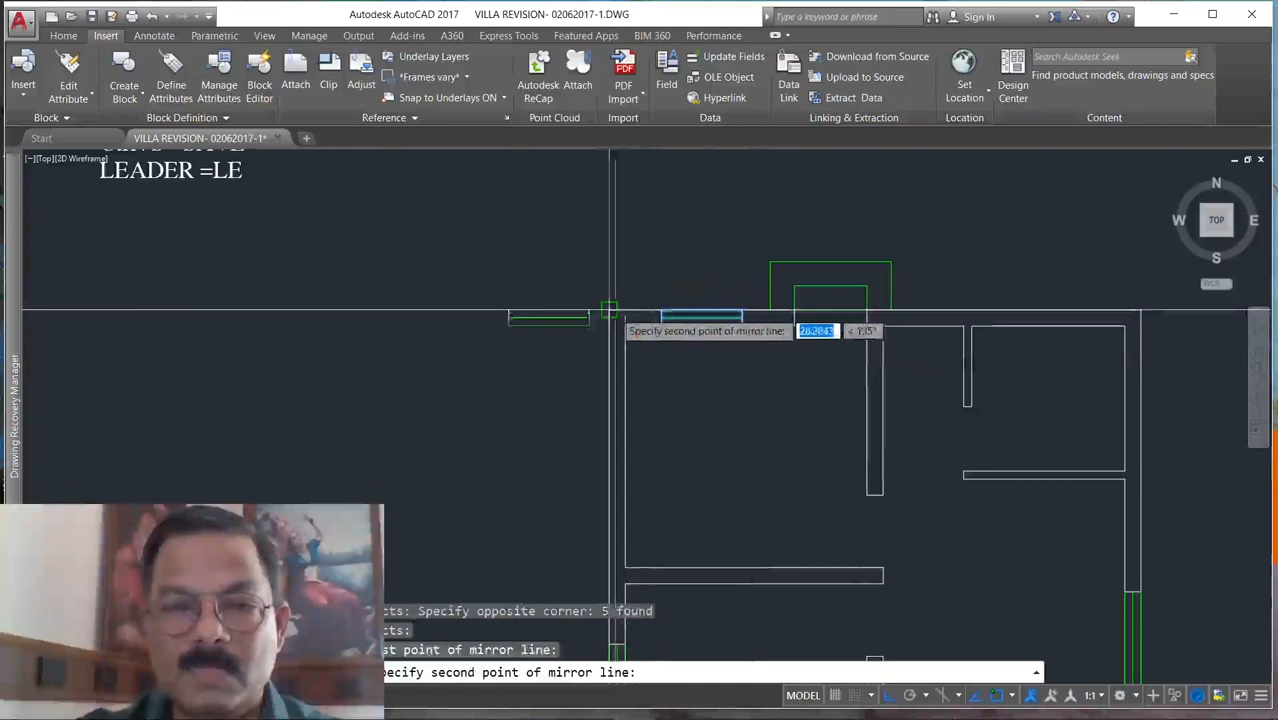 Autodesk AutoCAD 2017 VILLA REVISION- 02062017-1.DWG
Type a keyword or phrase
Sign In
Home Insert Annotate Parametric View Manage Output Add-ins A360 Express Tools Featured Apps BIM 360 Performance
Insert
Edit Attribute
Create Block
Define Attributes
Manage Attributes
Block Editor
Attach
Clip
Adjust
Underlay Layers
*Frames vary*
Snap to Underlays ON
Autodesk ReCap
Attach
PDF Import
Field
Update Fields
OLE Object
Hyperlink
Data Link
Download from Source
Upload to Source
Extract Data
Set Location
Design Center
Search Autodesk Seek
Find product models, drawings and specs
Block Block Definition Reference Point Cloud Import Data Linking & Extraction Location Content
Start VILLA REVISION- 02062017-1*
[−][Top][2D Wireframe]
LEADER =LE
N
W TOP E
S
WCS
Specify second point of mirror line:
Drawing Recovery Manager
cts: Specify opposite corner: 5 found
cts:
st point of mirror line:
pecify second point of mirror line:
MODEL 1:1